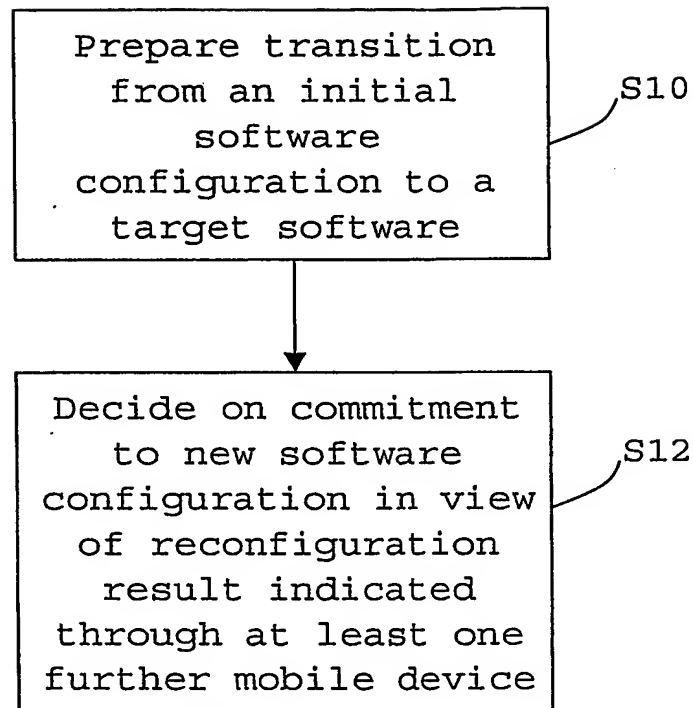 Prepare transition
from an initial
software
configuration to a
target software
S10
Decide on commitment
to new software
configuration in view
of reconfiguration
result indicated
through at least one
further mobile device
S12